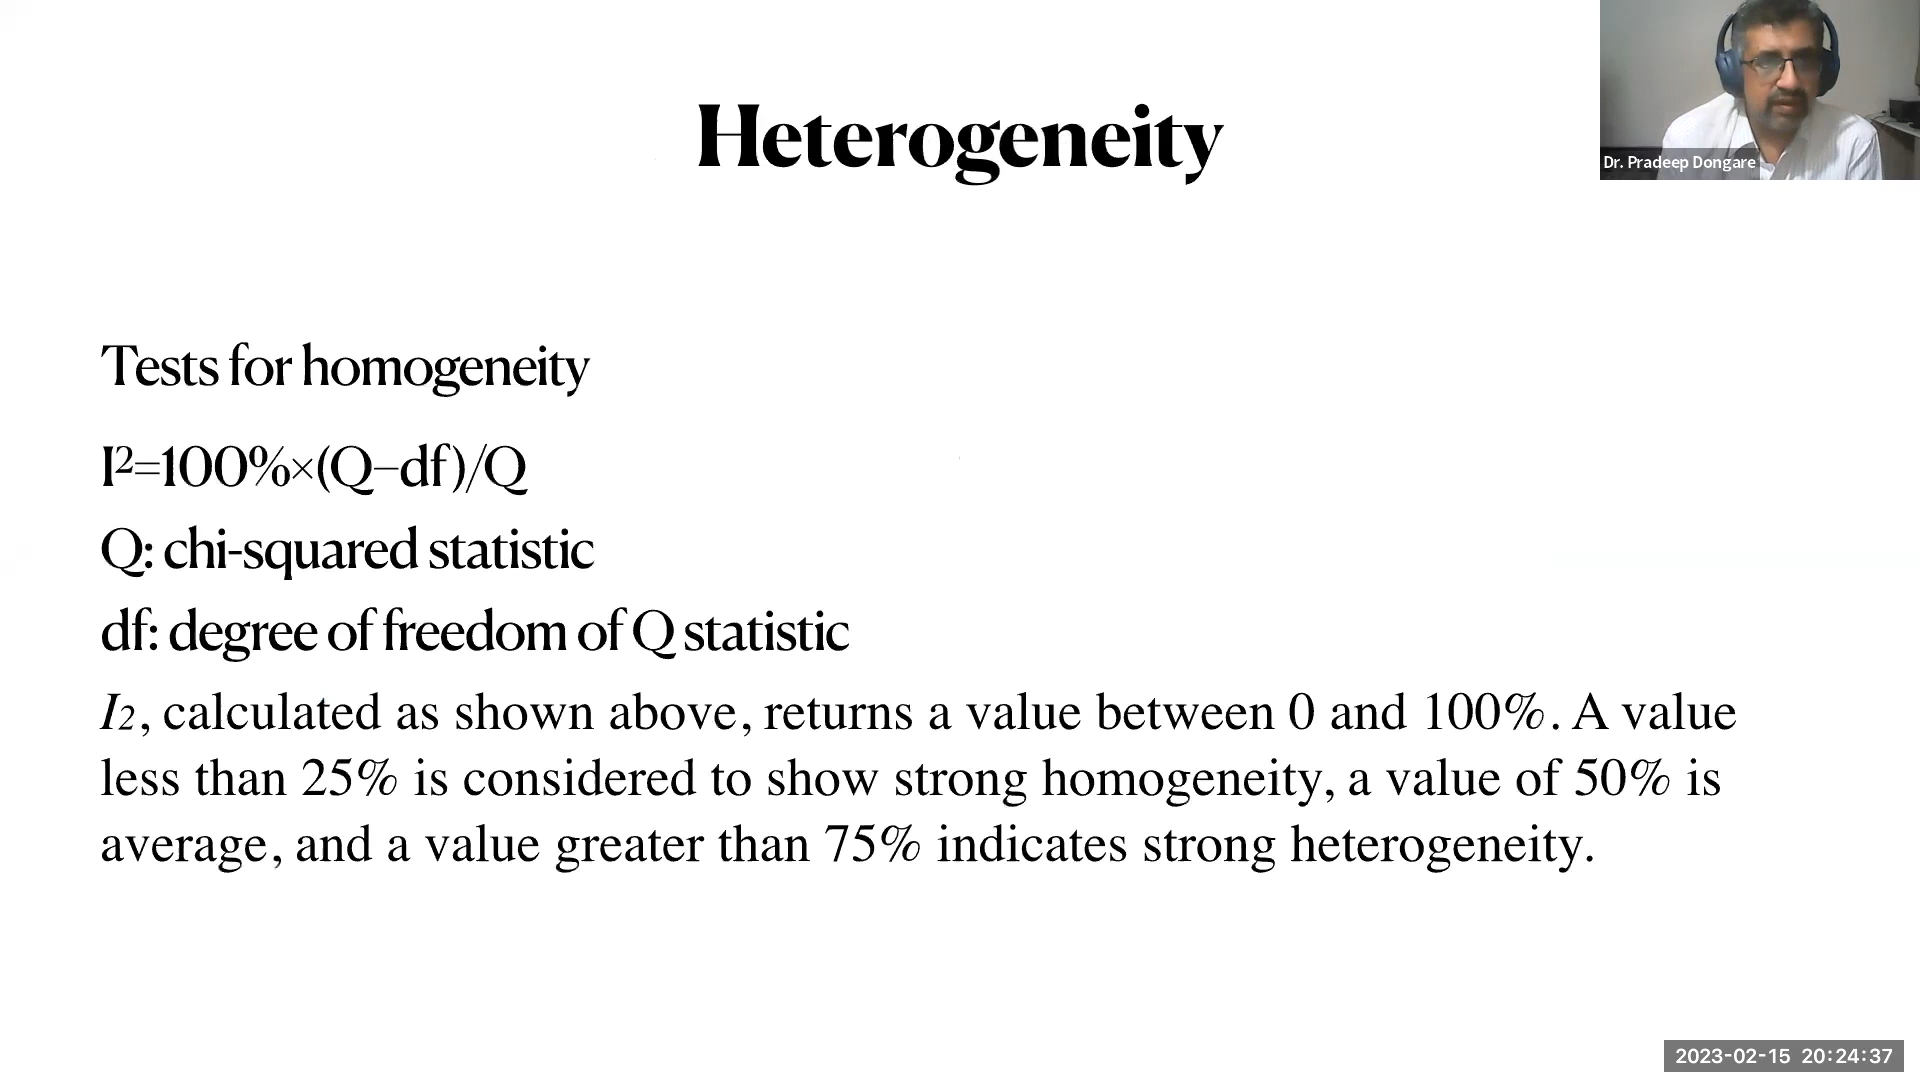 Heterogeneity
Dr. Pradeep Dongare
Tests for homogeneity
I²=100%×(Q–df)/Q
Q: chi-squared statistic
df: degree of freedom of Q statistic
I2, calculated as shown above, returns a value between 0 and 100%. A value
less than 25% is considered to show strong homogeneity, a value of 50% is
average, and a value greater than 75% indicates strong heterogeneity.
2023-02-15 20:24:37